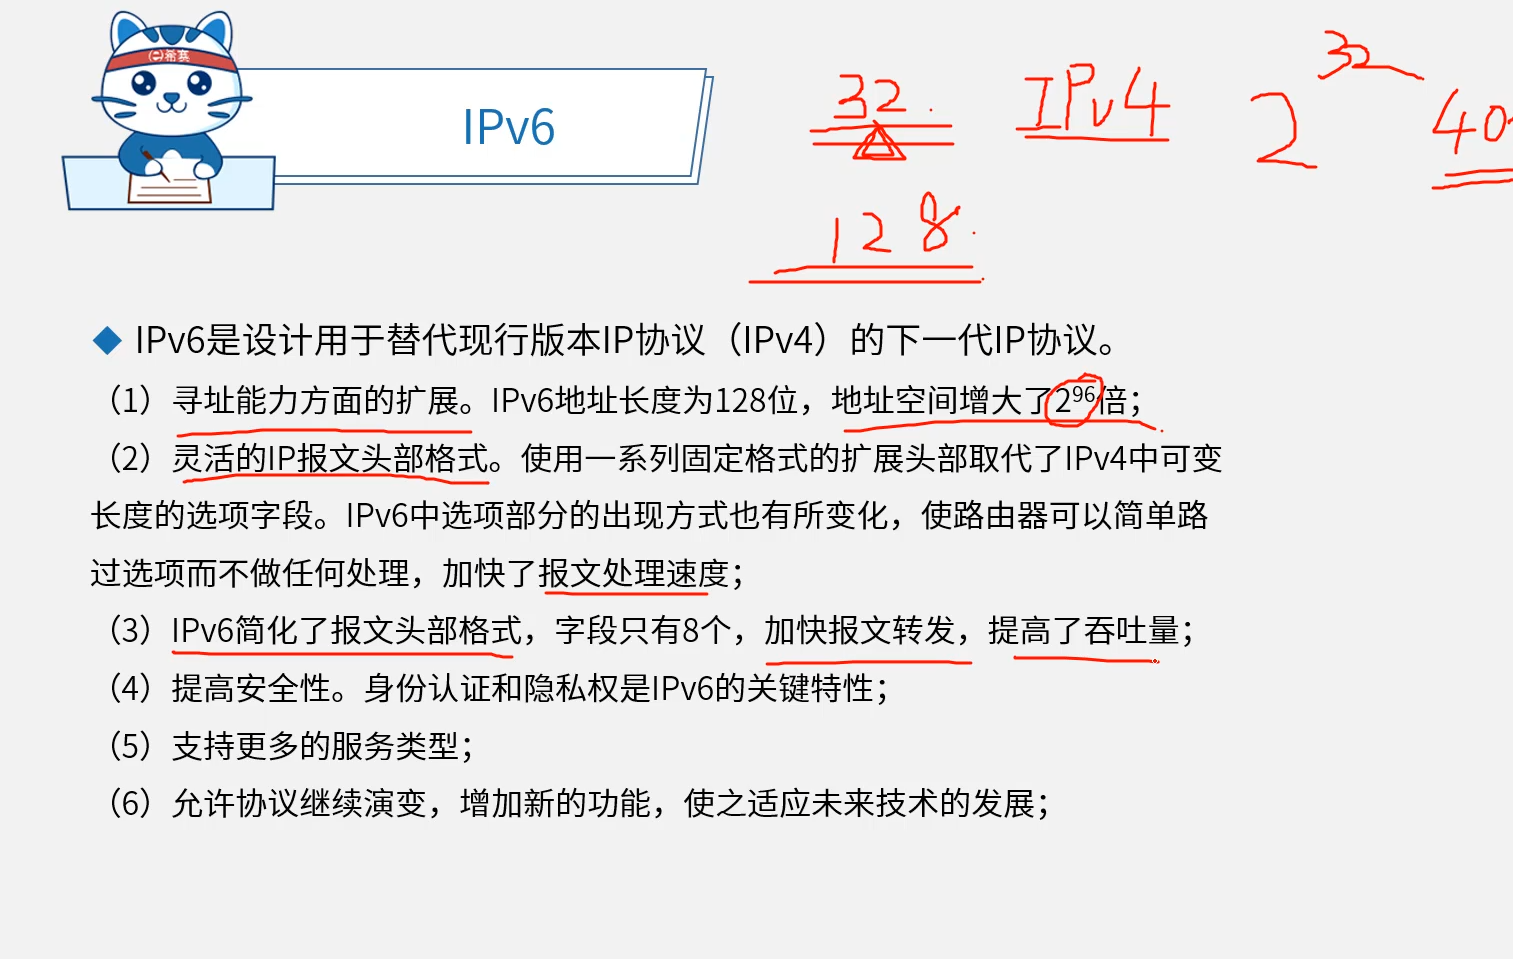 希赛
IPv6
32
IPv4
2³²
40
128
IPv6是设计用于替代现行版本IP协议（IPv4）的下一代IP协议。
（1）寻址能力方面的扩展。IPv6地址长度为128位，地址空间增大了2⁹⁶倍；
（2）灵活的IP报文头部格式。使用一系列固定格式的扩展头部取代了IPv4中可变
长度的选项字段。IPv6中选项部分的出现方式也有所变化，使路由器可以简单路
过选项而不做任何处理，加快了报文处理速度；
（3）IPv6简化了报文头部格式，字段只有8个，加快报文转发，提高了吞吐量；
（4）提高安全性。身份认证和隐私权是IPv6的关键特性；
（5）支持更多的服务类型；
（6）允许协议继续演变，增加新的功能，使之适应未来技术的发展；